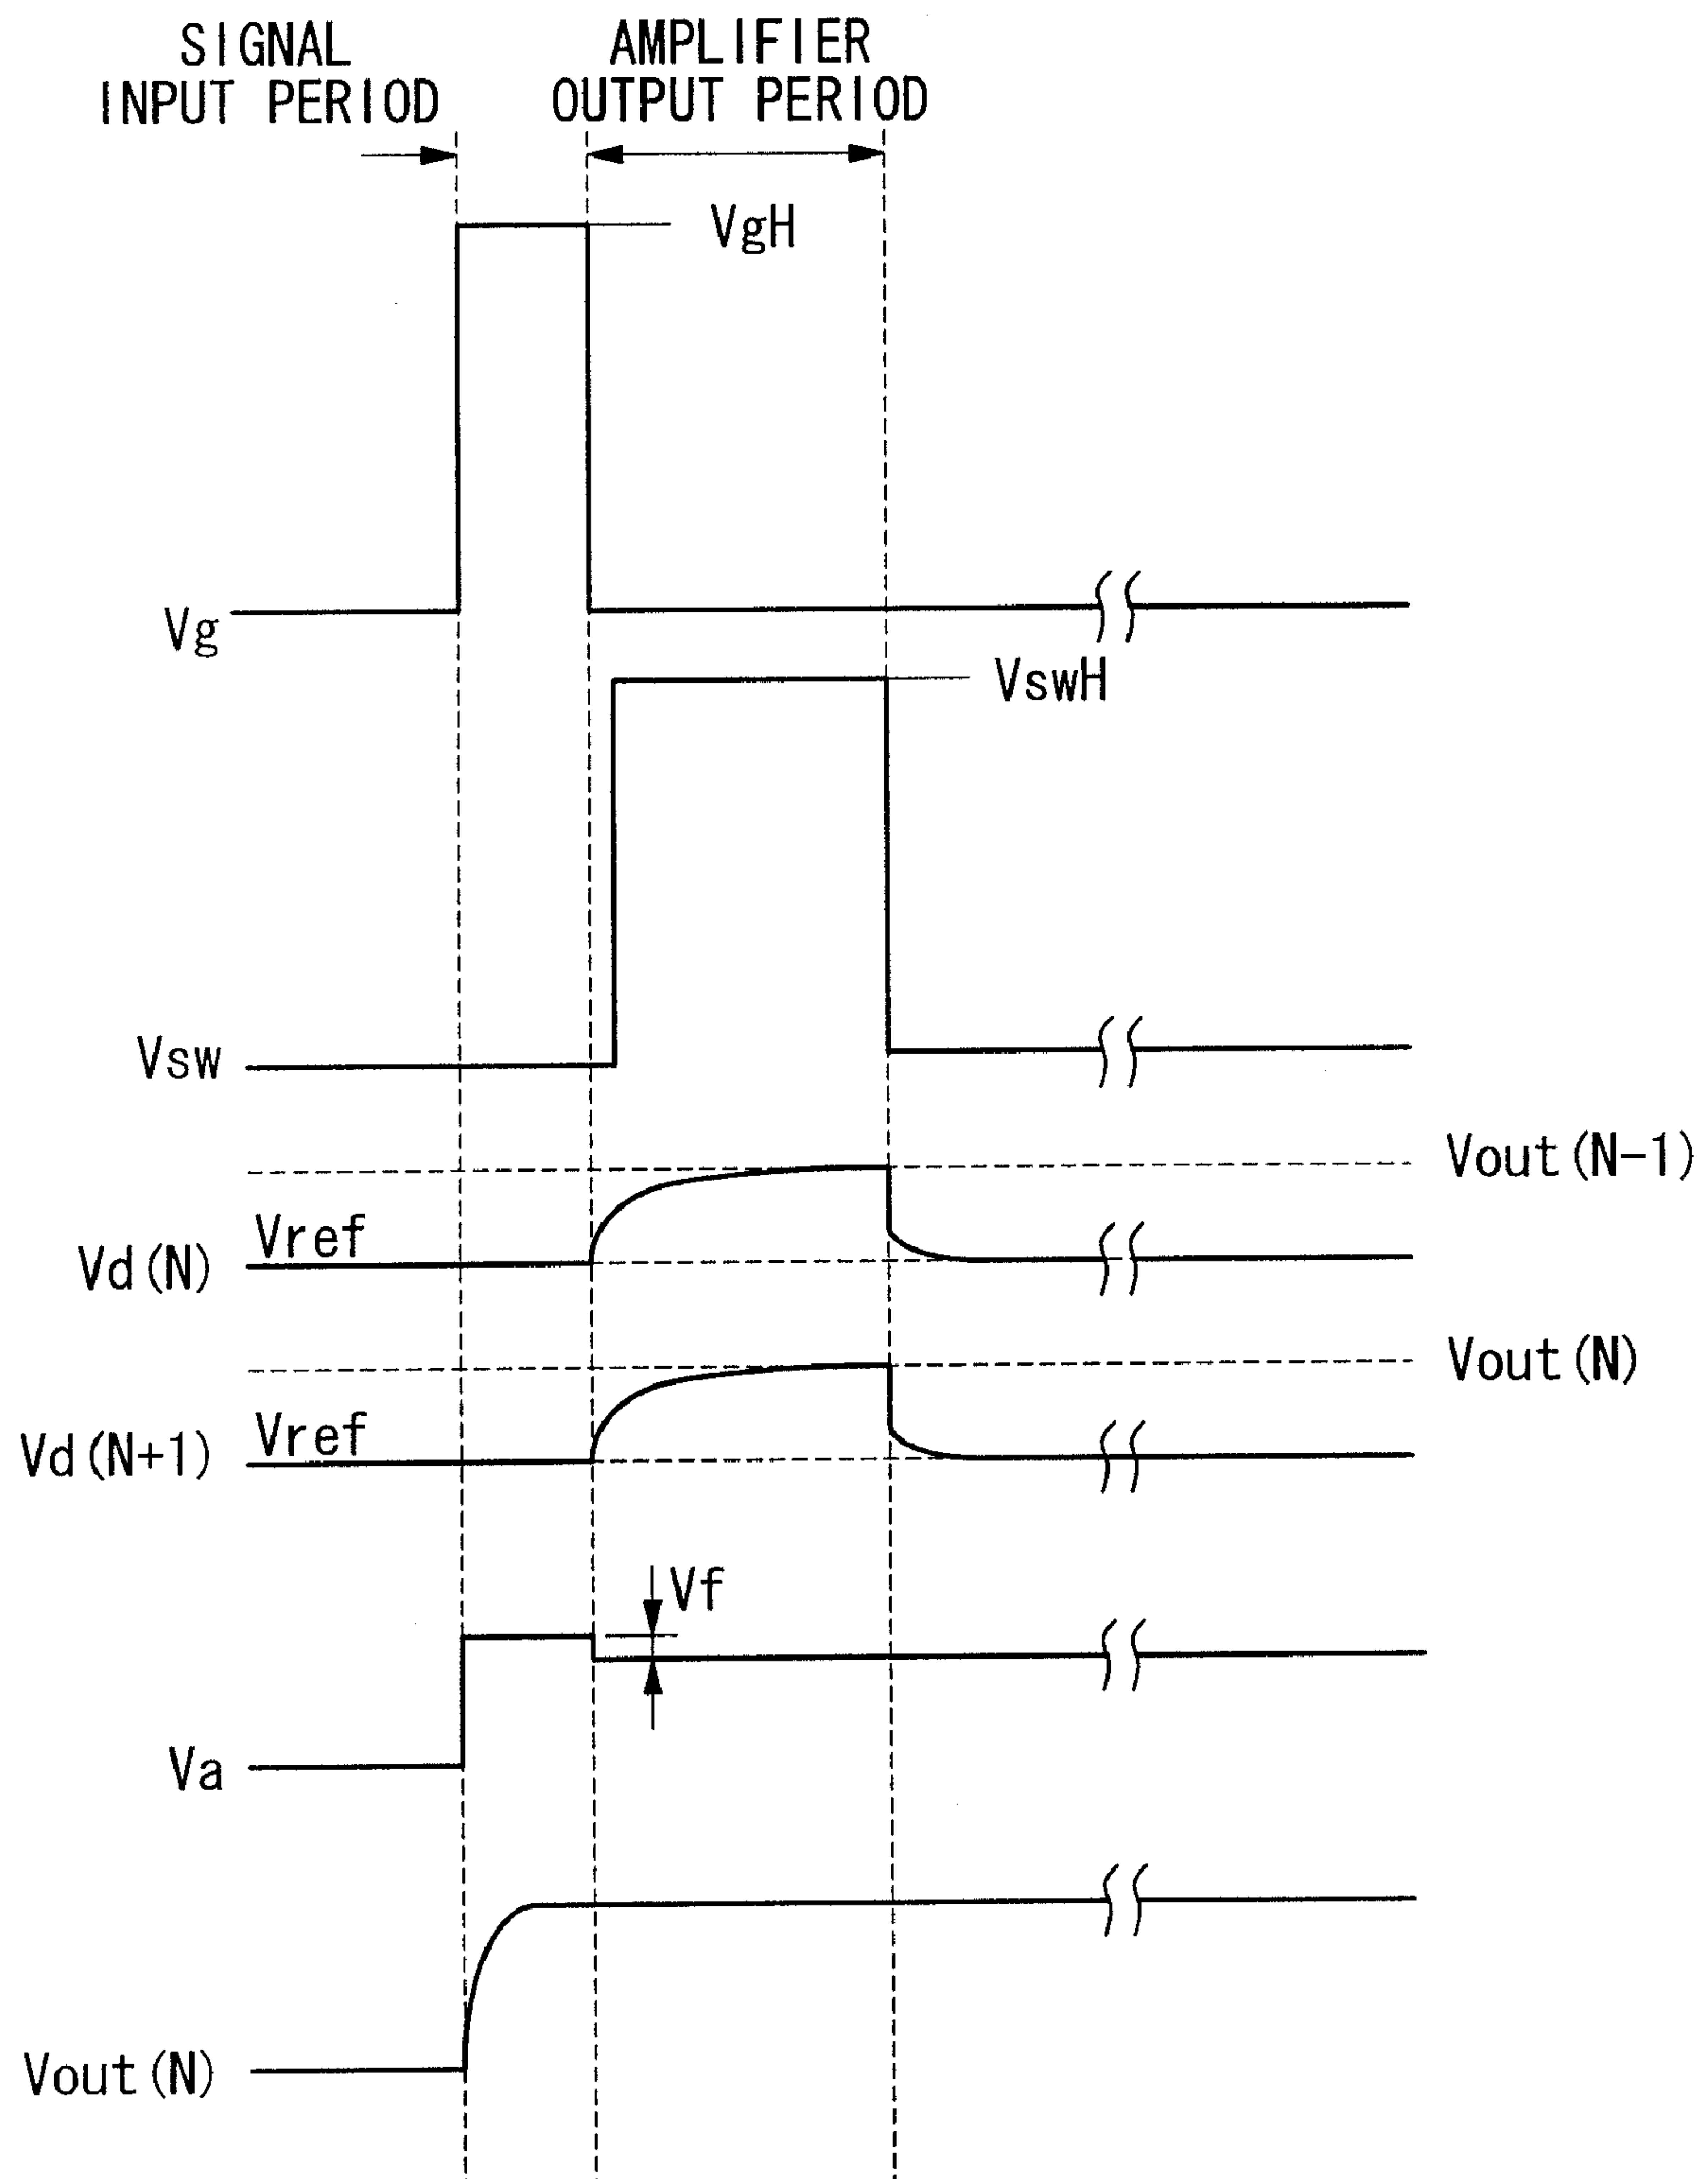 SIGNAL
INPUT PERIOD
AMPLIFIER
OUTPUT PERIOD
VgH
Vg
VswH
Vsw
Vout(N-1)
Vref
Vd(N)
Vout(N)
Vref
Vd(N+1)
Vf
Va
Vout(N)